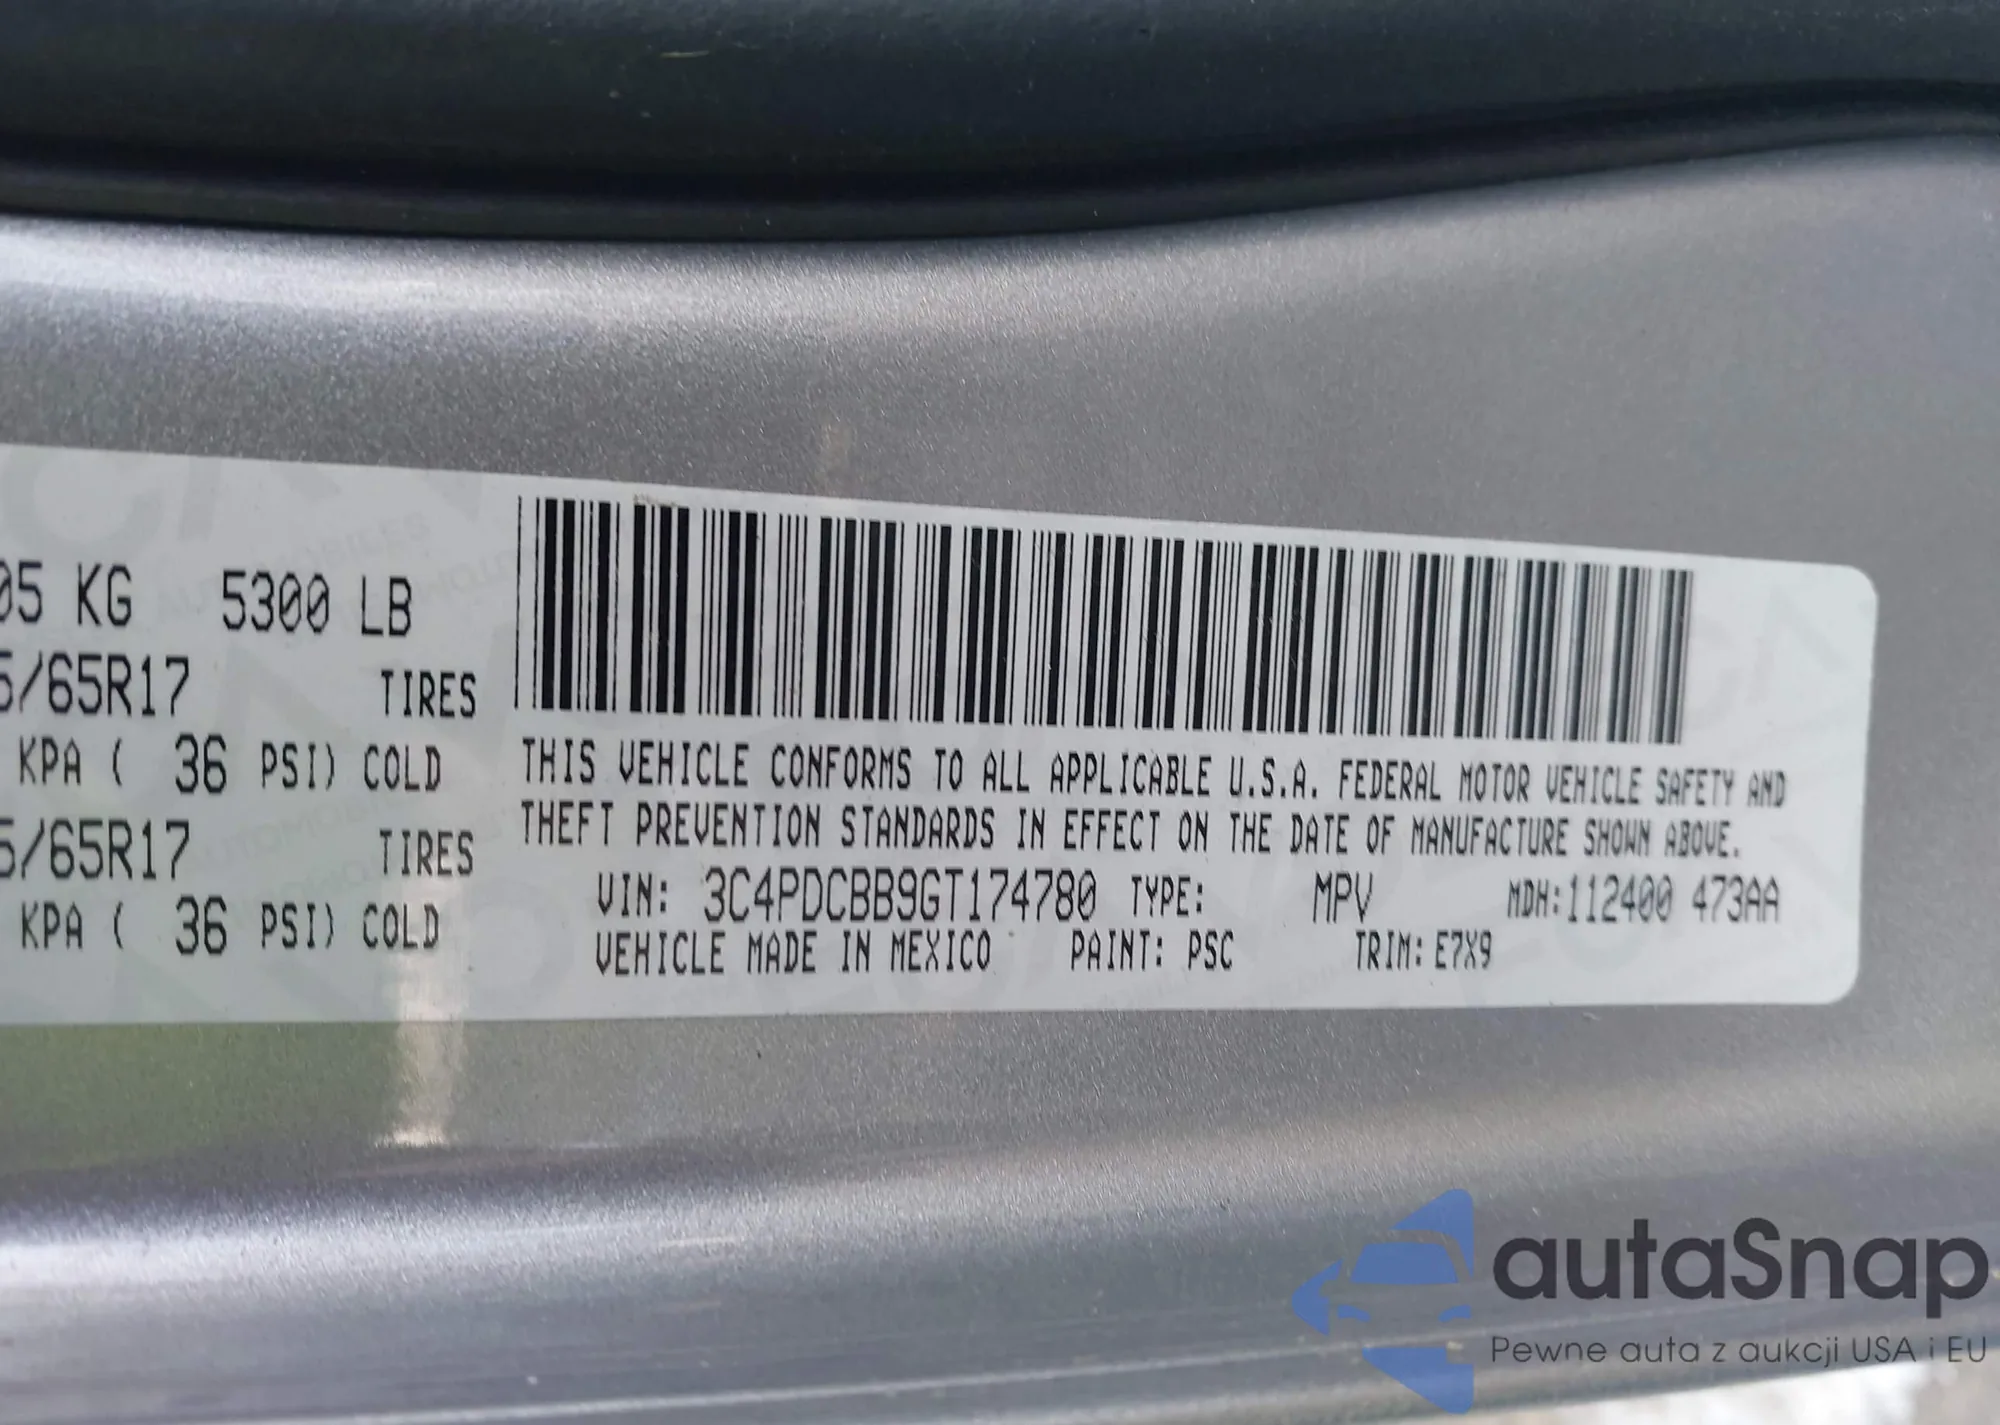 05 KG 5300 LB
5/65R17 TIRES
KPA ( 36 PSI) COLD
5/65R17 TIRES
KPA ( 36 PSI) COLD
THIS VEHICLE CONFORMS TO ALL APPLICABLE U.S.A. FEDERAL MOTOR VEHICLE SAFETY AND
THEFT PREVENTION STANDARDS IN EFFECT ON THE DATE OF MANUFACTURE SHOWN ABOVE.
VIN: 3C4PDCBB9GT174780 TYPE: MPV MDH:112400 473AA
VEHICLE MADE IN MEXICO PAINT: PSC TRIM: E7X9
autaSnap
Pewne auta z aukcji USA i EU